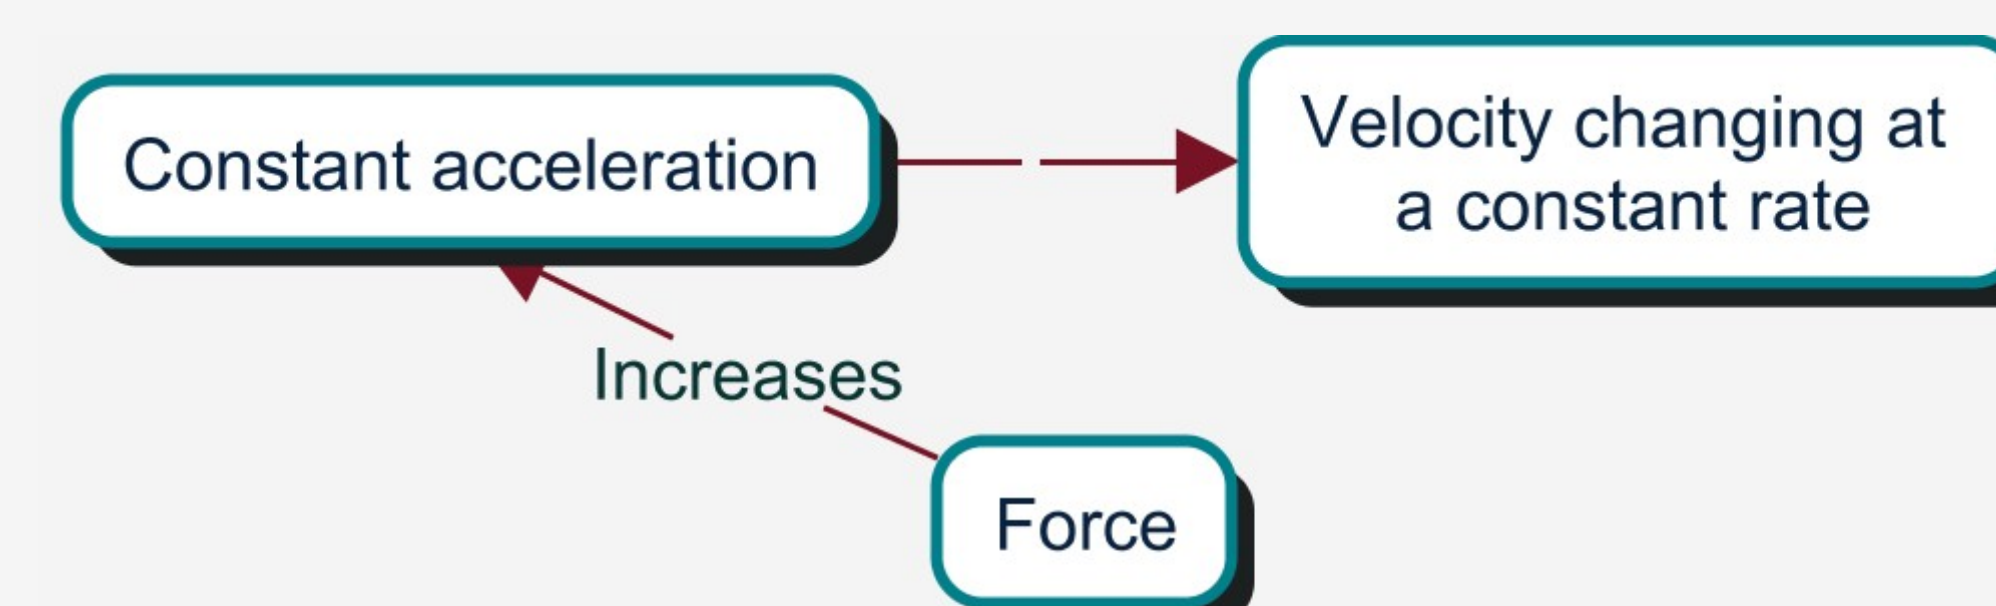 Constant acceleration
Velocity changing at
a constant rate
Increases
Force